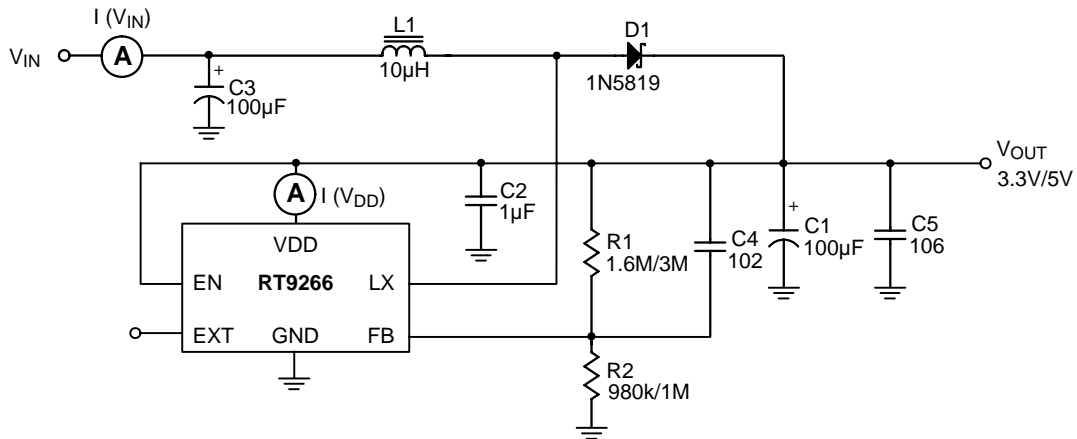 I (VIN)
VIN
A
+
C3
100µF
L1
10µH
D1
1N5819
VOUT
3.3V/5V
A
I (VDD)
C2
1µF
R1
1.6M/3M
C4
102
+
C1
100µF
C5
106
VDD
EN
RT9266
LX
EXT
GND
FB
R2
980k/1M